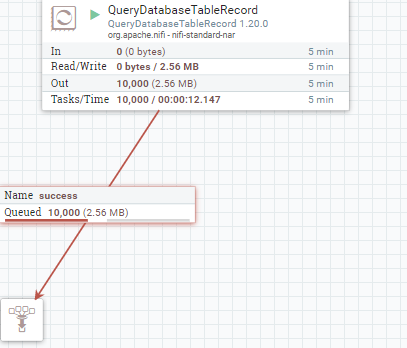 QueryDatabaseTableRecord
QueryDatabaseTableRecord 1.20.0
org.apache.nifi - nifi-standard-nar
In 0 (0 bytes) 5 min
Read/Write 0 bytes / 2.56 MB 5 min
Out 10,000 (2.56 MB) 5 min
Tasks/Time 10,000 / 00:00:12.147 5 min
Name success
Queued 10,000 (2.56 MB)